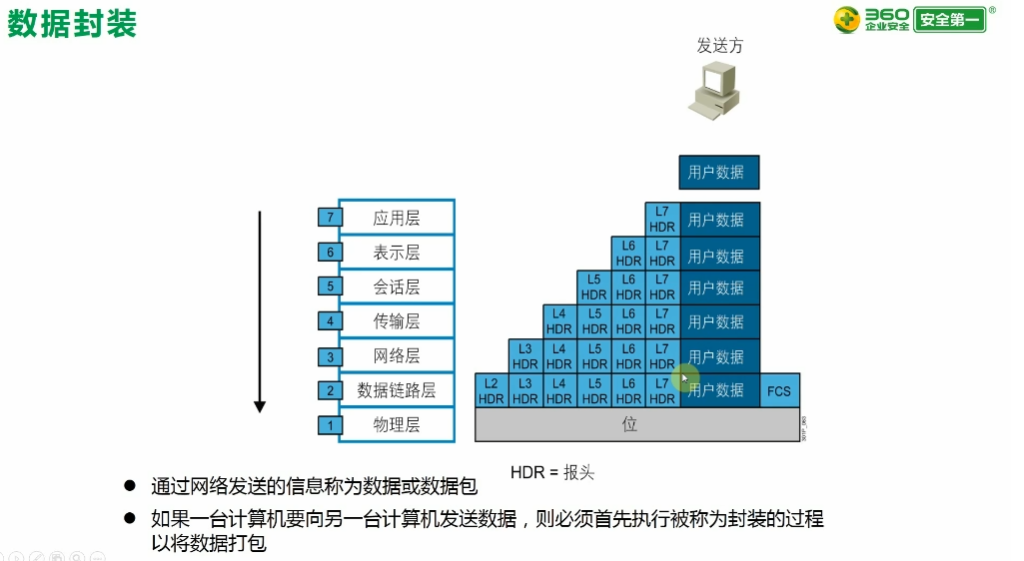 数据封装
360
企业安全
安全第一
®
发送方
用户数据
7 应用层 L7 HDR 用户数据
6 表示层 L6 HDR L7 HDR 用户数据
5 会话层 L5 HDR L6 HDR L7 HDR 用户数据
4 传输层 L4 HDR L5 HDR L6 HDR L7 HDR 用户数据
3 网络层 L3 HDR L4 HDR L5 HDR L6 HDR L7 HDR 用户数据
2 数据链路层 L2 HDR L3 HDR L4 HDR L5 HDR L6 HDR L7 HDR 用户数据 FCS
1 物理层 位
HDR = 报头
● 通过网络发送的信息称为数据或数据包
● 如果一台计算机要向另一台计算机发送数据，则必须首先执行被称为封装的过程
以将数据打包